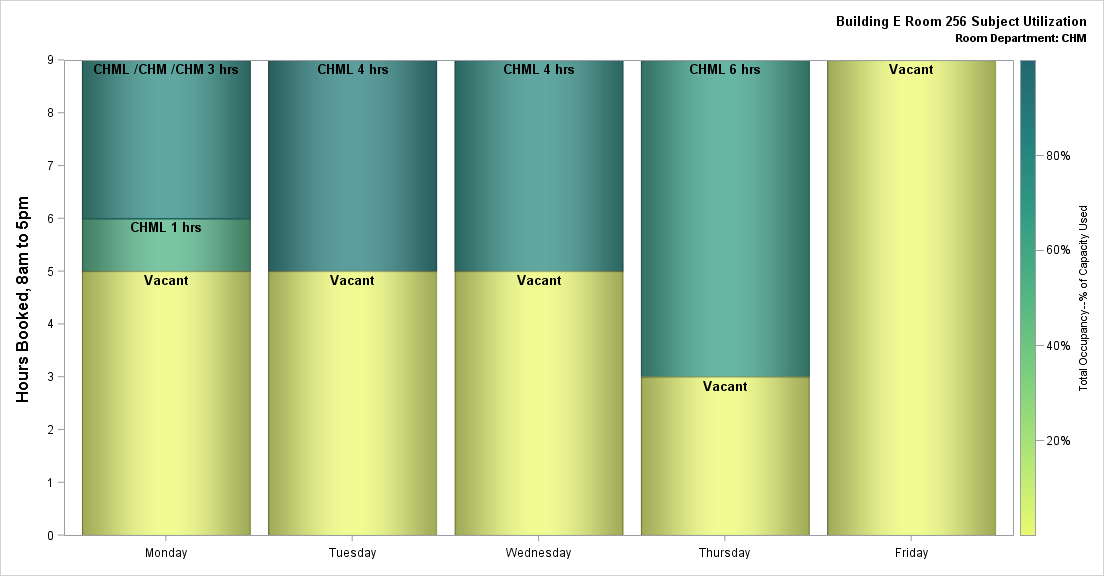 Building E Room 256 Subject Utilization
Room Department: CHM
Hours Booked, 8am to 5pm
9
8
7
6
5
4
3
2
1
0
CHML /CHM /CHM 3 hrs
CHML 1 hrs
Vacant
CHML 4 hrs
Vacant
CHML 4 hrs
Vacant
CHML 6 hrs
Vacant
Vacant
Monday
Tuesday
Wednesday
Thursday
Friday
80%
60%
40%
20%
Total Occupancy--% of Capacity Used